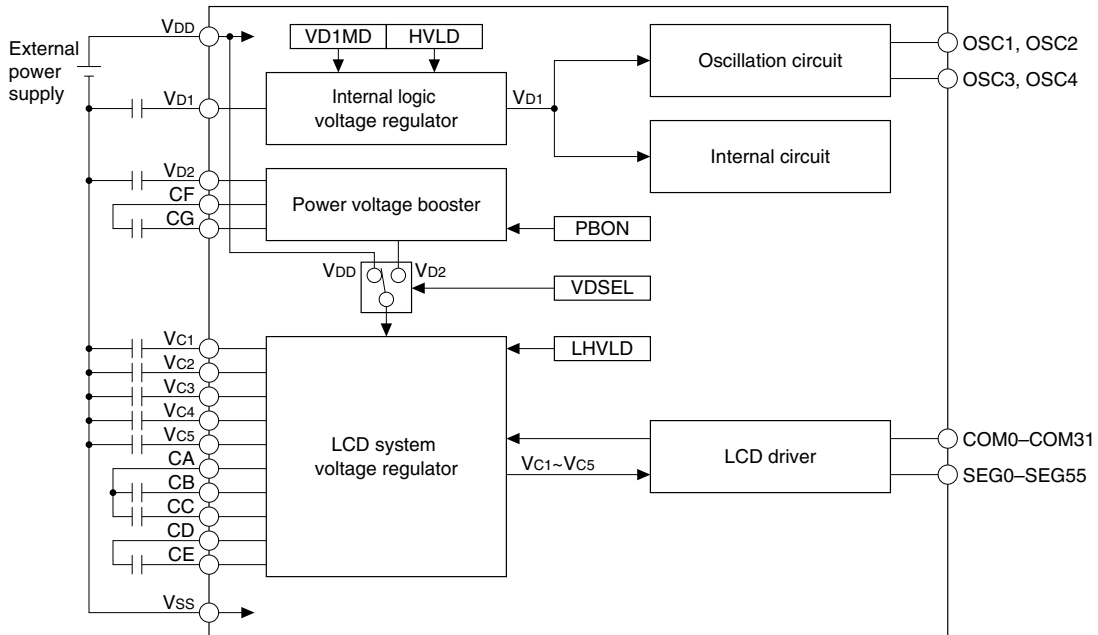 VDD
External
power
supply
VD1MD
HVLD
Oscillation circuit
OSC1, OSC2
OSC3, OSC4
VD1
Internal logic
voltage regulator
VD1
Internal circuit
VD2
CF
CG
Power voltage booster
PBON
VDD
VD2
VDSEL
LHVLD
VC1
VC2
VC3
VC4
VC5
CA
CB
CC
CD
CE
LCD system
voltage regulator
VC1~VC5
LCD driver
COM0–COM31
SEG0–SEG55
VSS